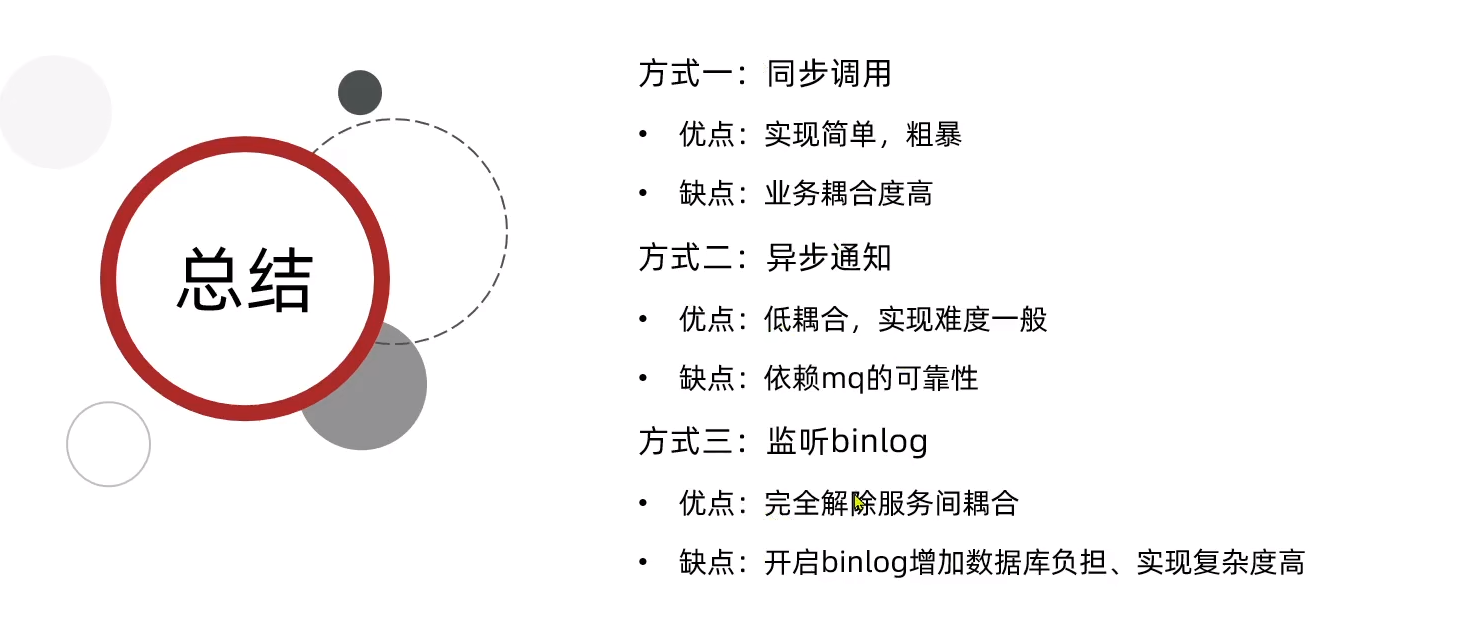 总结
方式一：同步调用
• 优点：实现简单，粗暴
• 缺点：业务耦合度高
方式二：异步通知
• 优点：低耦合，实现难度一般
• 缺点：依赖mq的可靠性
方式三：监听binlog
• 优点：完全解除服务间耦合
• 缺点：开启binlog增加数据库负担、实现复杂度高